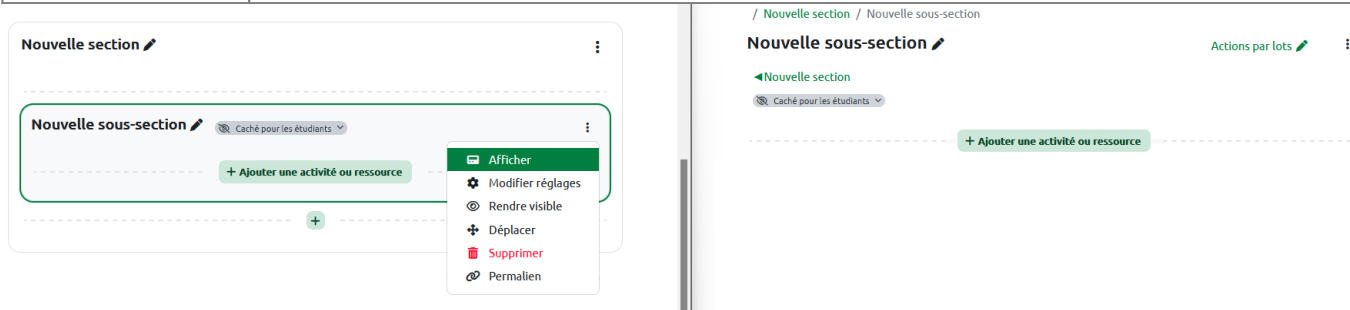 Nouvelle section
Nouvelle sous-section
Caché pour les étudiants
+ Ajouter une activité ou ressource
Afficher
Modifier réglages
Rendre visible
Déplacer
Supprimer
Permalien
+
/ Nouvelle section / Nouvelle sous-section
Nouvelle sous-section
Actions par lots
◄Nouvelle section
Caché pour les étudiants
+ Ajouter une activité ou ressource